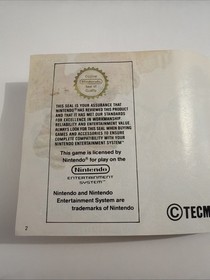 THIS SEAL IS YOUR ASSURANCE THAT
NINTENDO® HAS REVIEWED THIS PRODUCT
AND THAT IT HAS MET OUR STANDARDS
FOR EXCELLENCE IN WORKMANSHIP,
RELIABILITY AND ENTERTAINMENT VALUE.
ALWAYS LOOK FOR THIS SEAL WHEN BUYING
GAMES AND ACCESSORIES TO ENSURE
COMPLETE COMPATIBILITY WITH YOUR
NINTENDO ENTERTAINMENT SYSTEM™
This game is licensed by
Nintendo® for play on the
Nintendo
ENTERTAINMENT
SYSTEM™
Nintendo and Nintendo
Entertainment System are
trademarks of Nintendo
©TECM
2